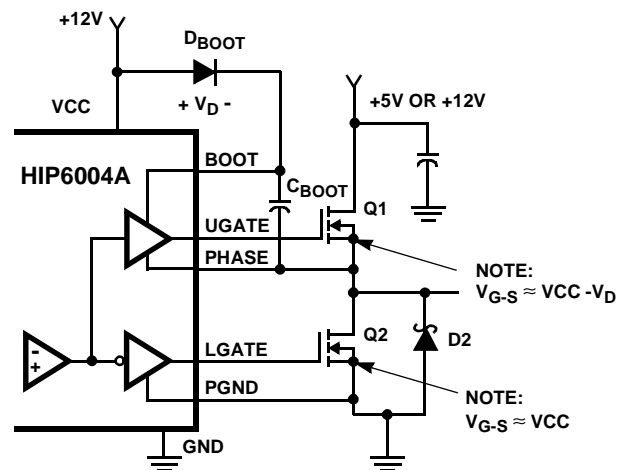 +12V
DBOOT
VCC
+ VD -
+5V OR +12V
HIP6004A
BOOT
CBOOT
Q1
UGATE
PHASE
NOTE:
VG-S ≈ VCC -VD
-
+
Q2
D2
LGATE
PGND
NOTE:
VG-S ≈ VCC
GND